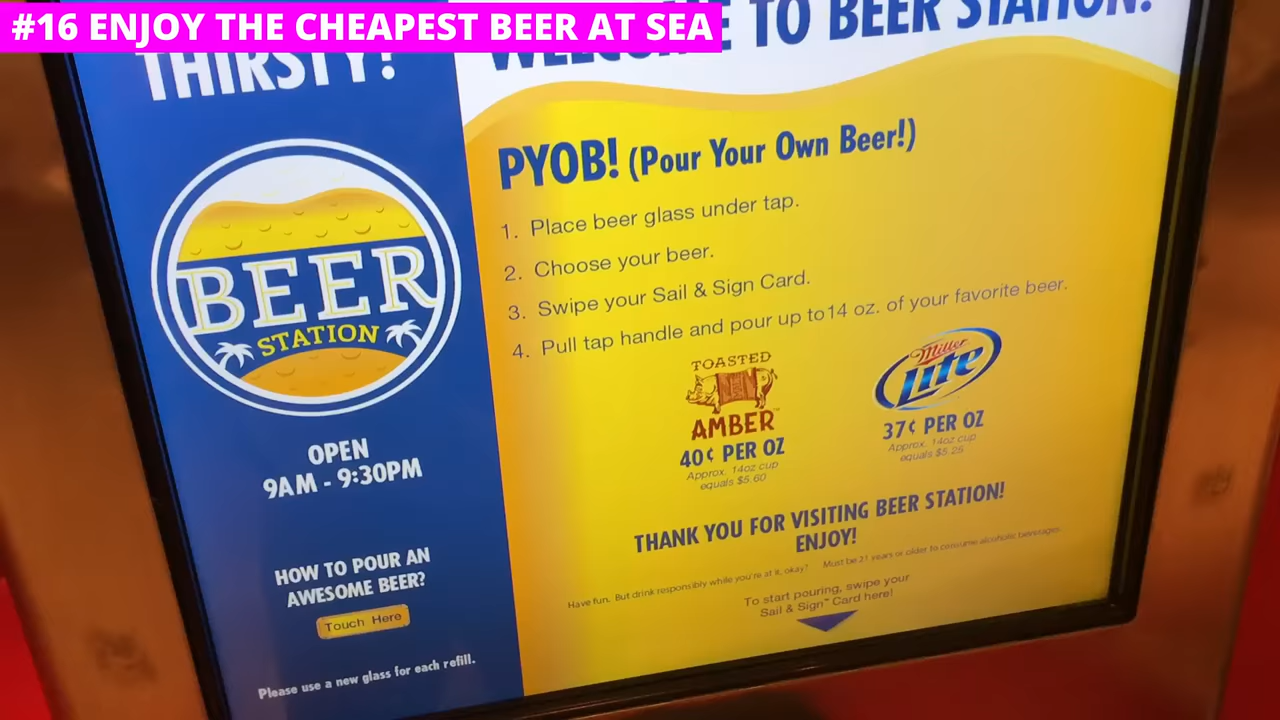 #16 ENJOY THE CHEAPEST BEER AT SEA
THIRSTY?
BEER
STATION
OPEN
9AM - 9:30PM
HOW TO POUR AN
AWESOME BEER?
Touch Here
Please use a new glass for each refill.
TO BEER STATION!
PYOB! (Pour Your Own Beer!)
1. Place beer glass under tap.
2. Choose your beer.
3. Swipe your Sail & Sign Card.
4. Pull tap handle and pour up to 14 oz. of your favorite beer.
TOASTED
AMBER™
40¢ PER OZ
Approx. 14oz cup
equals $5.60
Miller
Lite
37¢ PER OZ
Approx. 14oz cup
equals $5.25
THANK YOU FOR VISITING BEER STATION!
ENJOY!
Have fun. But drink responsibly while you're at it, okay? Must be 21 years or older to consume alcoholic beverages.
To start pouring, swipe your
Sail & Sign™ Card here!